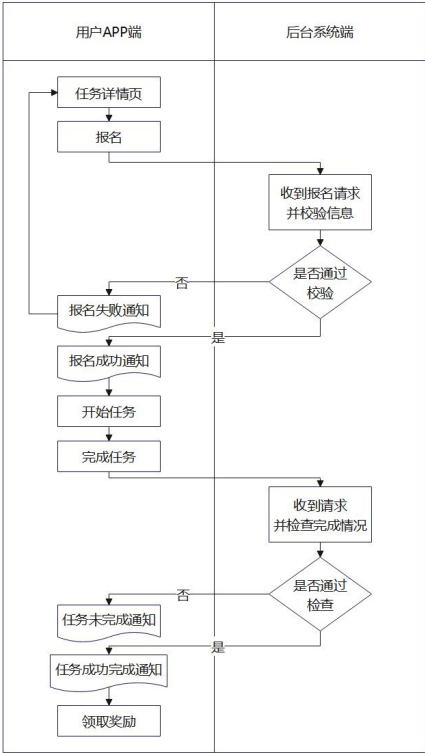 用户APP端
后台系统端
任务详情页
报名
收到报名请求
并校验信息
是否通过
校验
否
报名失败通知
是
报名成功通知
开始任务
完成任务
收到请求
并检查完成情况
是否通过
检查
否
任务未完成通知
是
任务成功完成通知
领取奖励